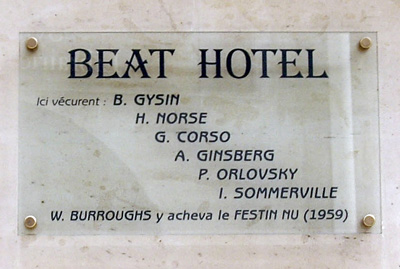 BEAT HOTEL
Ici vécurent : B. GYSIN
H. NORSE
G. CORSO
A. GINSBERG
P. ORLOVSKY
I. SOMMERVILLE
W. BURROUGHS y acheva le FESTIN NU (1959)